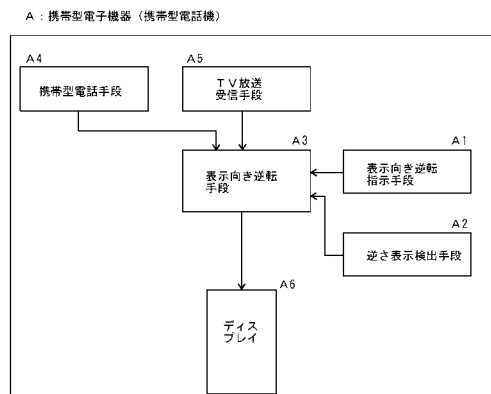 A：携帯型電子機器（携帯型電話機）
A4
携帯型電話手段
A5
TV放送
受信手段
A3
表示向き逆転
手段
A1
表示向き逆転
指示手段
A2
逆さ表示検出手段
A6
ディス
プレイ